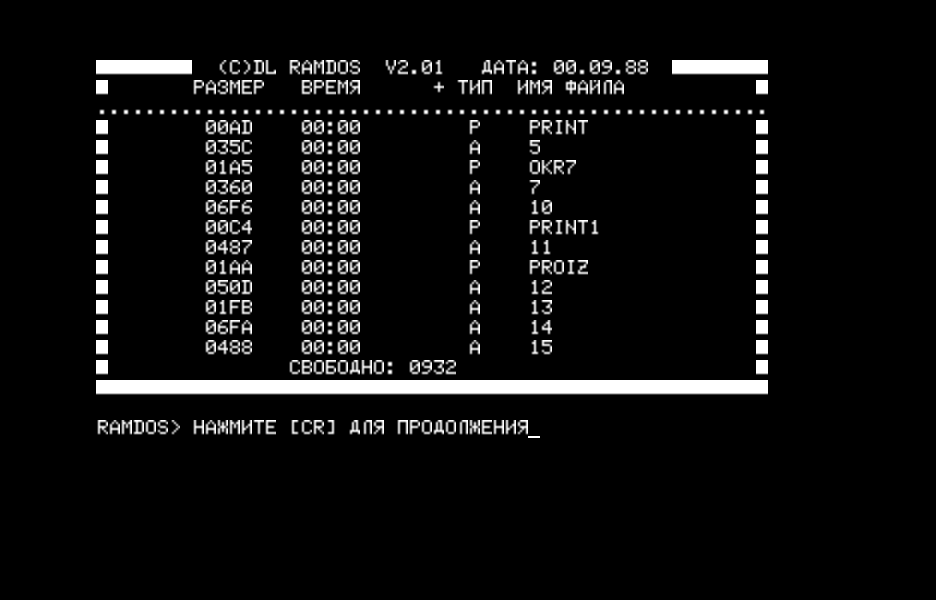 (C)DL RAMDOS V2.01 ДАТА: 00.09.88
РАЗМЕР ВРЕМЯ + ТИП ИМЯ ФАЙЛА
00AD 00:00 P PRINT
035C 00:00 A 5
01A5 00:00 P OKR7
0360 00:00 A 7
06F6 00:00 A 10
00C4 00:00 P PRINT1
0487 00:00 A 11
01AA 00:00 P PROIZ
050D 00:00 A 12
01FB 00:00 A 13
06FA 00:00 A 14
0488 00:00 A 15
СВОБОДНО: 0932
RAMDOS> НАЖМИТЕ [CR] ДЛЯ ПРОДОЛЖЕНИЯ_